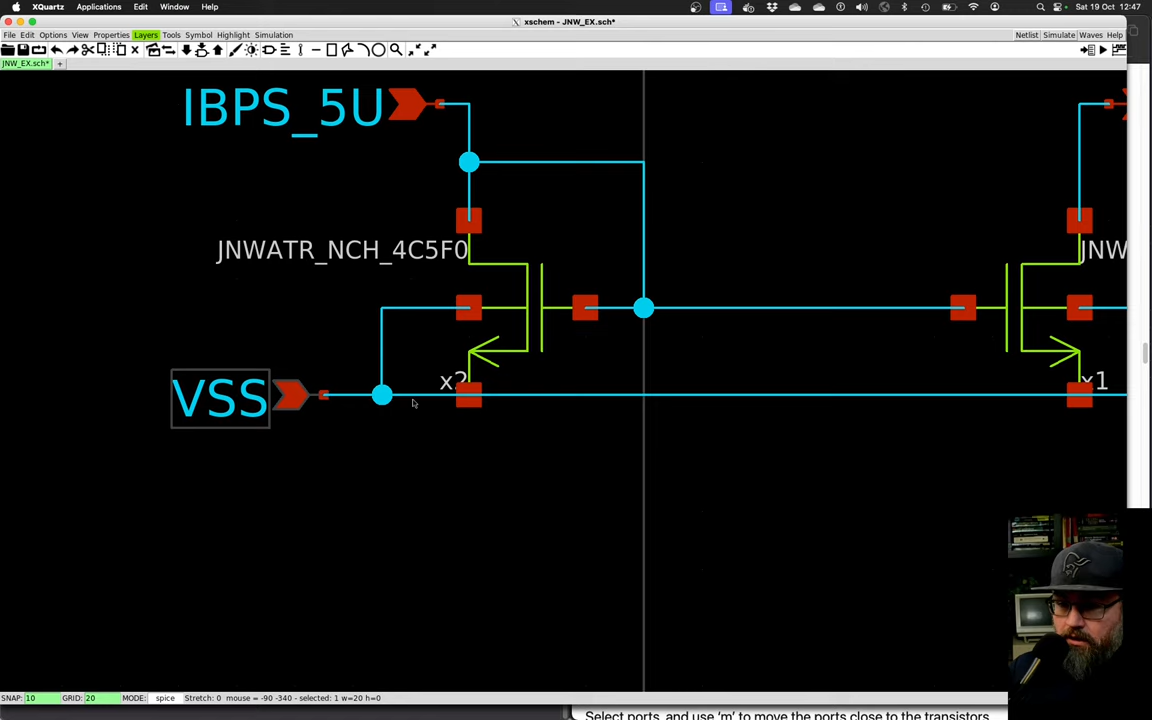 XQuartz Applications Edit Window Help Sat 19 Oct 12:47
xschem - JNW_EX.sch*
File Edit Options View Properties Layers Tools Symbol Highlight Simulation Netlist Simulate Waves Help
JNW_EX.sch* +
IBPS_5U
JNWATR_NCH_4C5F0
JNW
x2
x1
VSS
SNAP: 10 GRID: 20 MODE: spice Stretch: 0 mouse = -90 -340 - selected: 1 w=20 h=0
Select ports, and use 'm' to move the ports close to the transistors